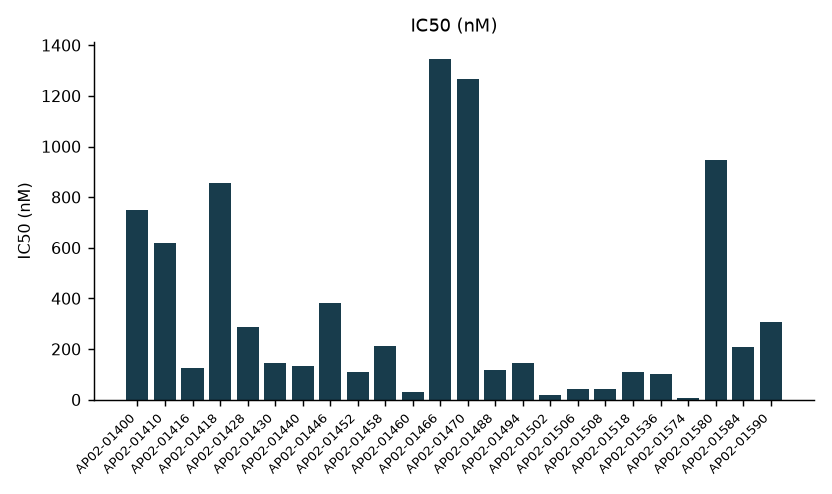 IC50 (nM)
IC50 (nM)
1400
1200
1000
800
600
400
200
0
AP02-01400
AP02-01410
AP02-01416
AP02-01418
AP02-01428
AP02-01430
AP02-01440
AP02-01446
AP02-01452
AP02-01458
AP02-01460
AP02-01466
AP02-01470
AP02-01488
AP02-01494
AP02-01502
AP02-01506
AP02-01508
AP02-01518
AP02-01536
AP02-01574
AP02-01580
AP02-01584
AP02-01590